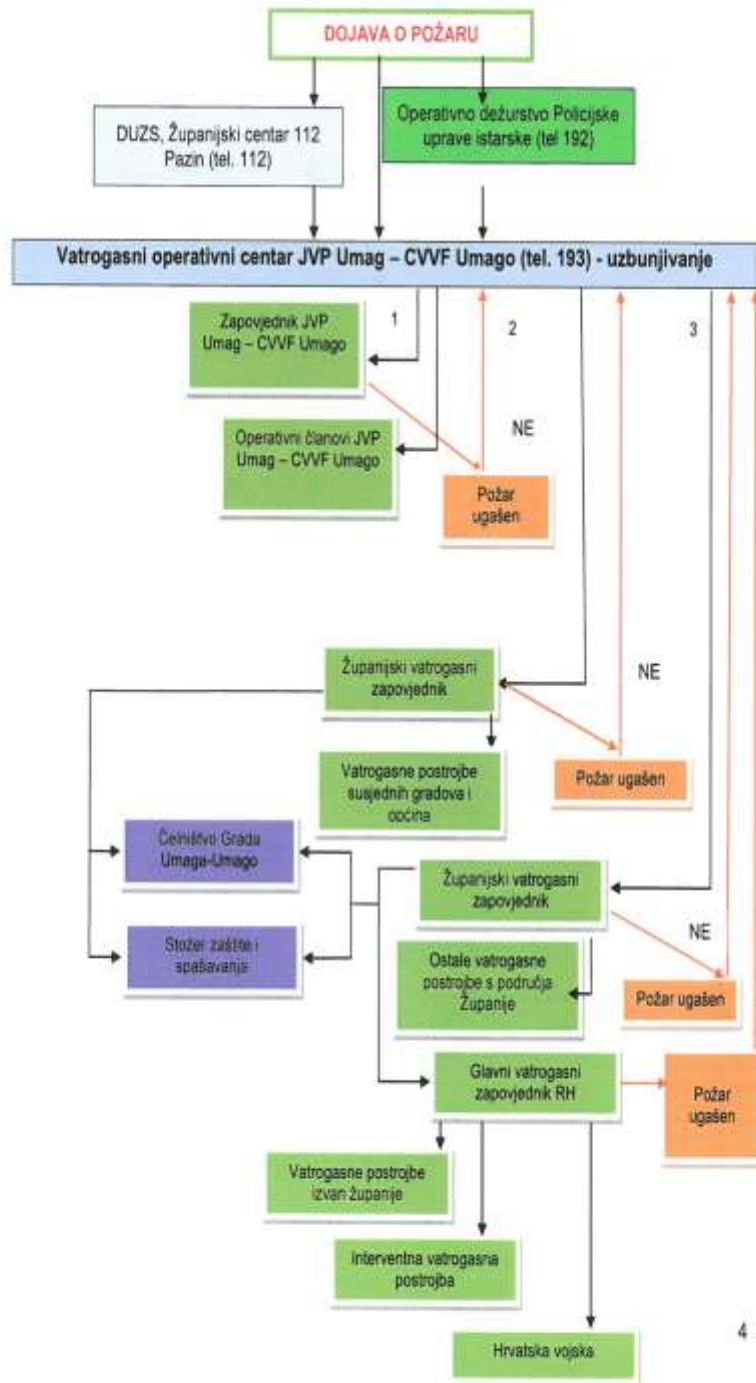 DOJAVA O POŽARU
DUZS, Županijski centar 112
Pazin (tel. 112)
Operativno dežurstvo Policijske
uprave istarske (tel 192)
Vatrogasni operativni centar JVP Umag – CVVF Umago (tel. 193) - uzbunjivanje
Zapovjednik JVP
Umag – CVVF Umago
1
2
3
Operativni članovi JVP
Umag – CVVF Umago
NE
Požar
ugašen
Županijski vatrogasni
zapovjednik
NE
Vatrogasne postrojbe
susjednih gradova i
općina
Požar ugašen
Čelništvo Grada
Umaga-Umago
Županijski vatrogasni
zapovjednik
Stožer zaštite i
spašavanja
NE
Ostale vatrogasne
postrojbe s područja
Županije
Požar ugašen
Glavni vatrogasni
zapovjednik RH
Požar
ugašen
Vatrogasne postrojbe
izvan županije
Interventna vatrogasna
postrojba
4
Hrvatska vojska